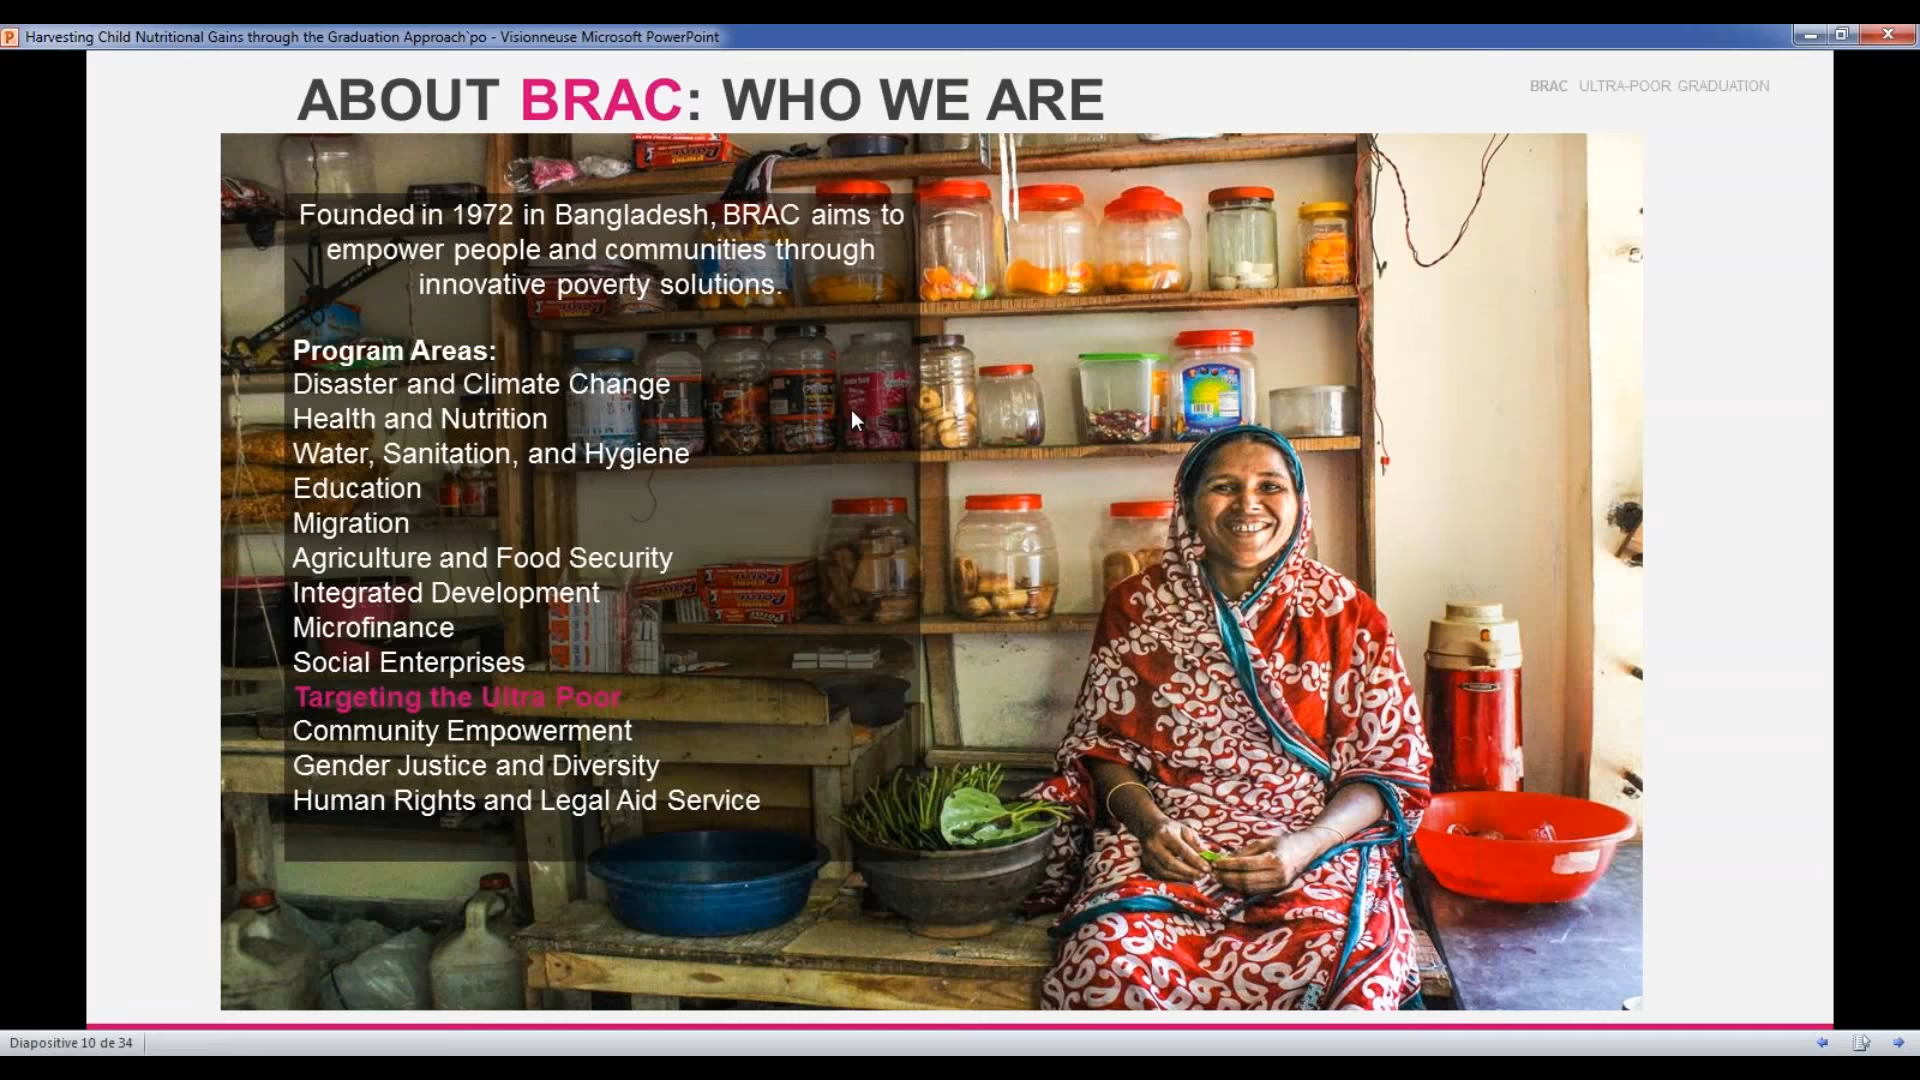 Harvesting Child Nutritional Gains through the Graduation Approach`po - Visionneuse Microsoft PowerPoint
ABOUT BRAC: WHO WE ARE
BRAC ULTRA-POOR GRADUATION
Founded in 1972 in Bangladesh, BRAC aims to
empower people and communities through
innovative poverty solutions.
Program Areas:
Disaster and Climate Change
Health and Nutrition
Water, Sanitation, and Hygiene
Education
Migration
Agriculture and Food Security
Integrated Development
Microfinance
Social Enterprises
Targeting the Ultra Poor
Community Empowerment
Gender Justice and Diversity
Human Rights and Legal Aid Service
Diapositive 10 de 34